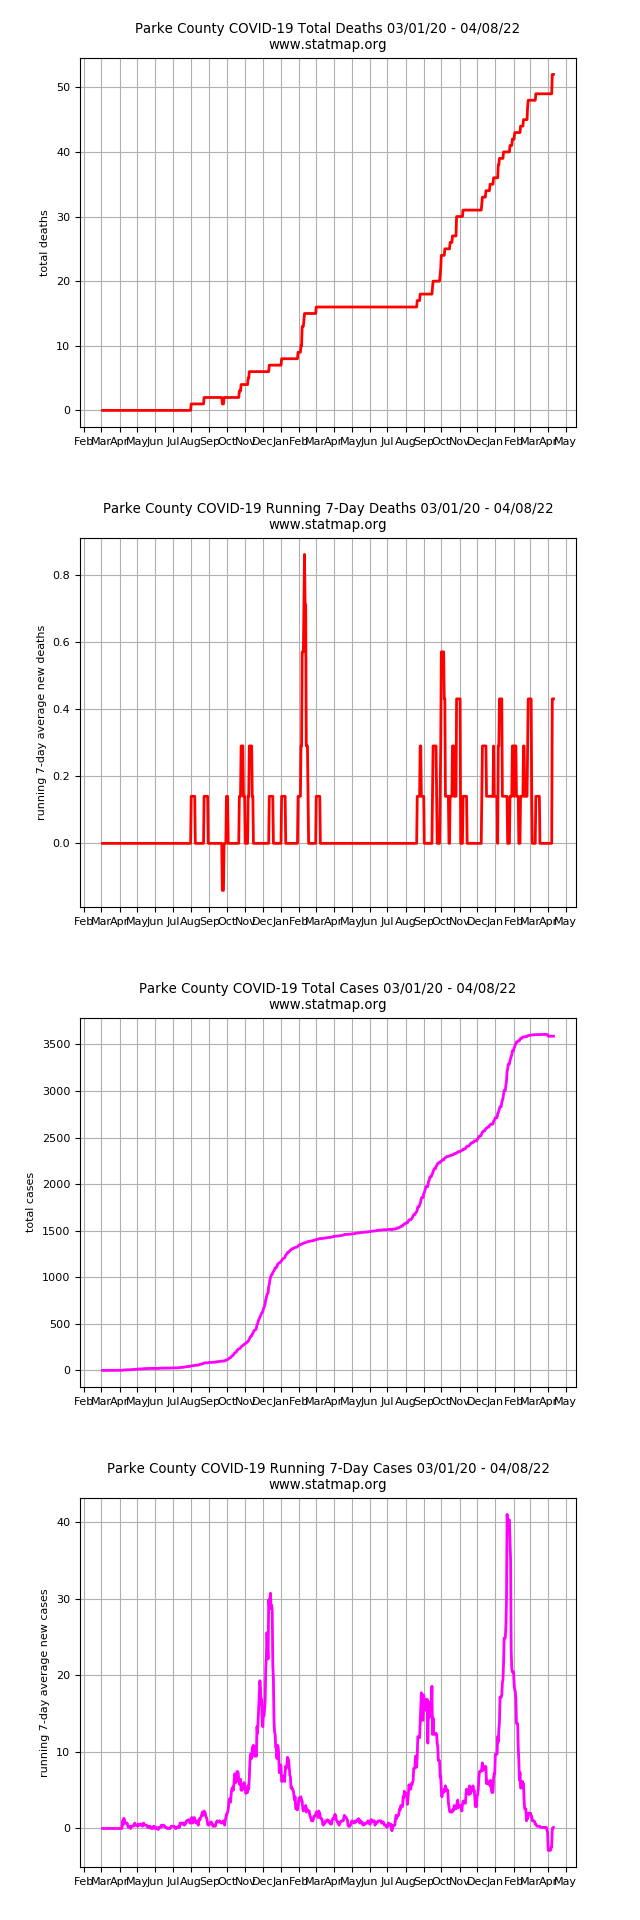 Parke County COVID-19 Total Deaths 03/01/20 - 04/08/22
www.statmap.org
50
40
30
20
10
0
total deaths
Feb Mar Apr May Jun Jul Aug Sep Oct Nov Dec Jan Feb Mar Apr May Jun Jul Aug Sep Oct Nov Dec Jan Feb Mar Apr May
Parke County COVID-19 Running 7-Day Deaths 03/01/20 - 04/08/22
www.statmap.org
0.8
0.6
0.4
0.2
0.0
running 7-day average new deaths
Feb Mar Apr May Jun Jul Aug Sep Oct Nov Dec Jan Feb Mar Apr May Jun Jul Aug Sep Oct Nov Dec Jan Feb Mar Apr May
Parke County COVID-19 Total Cases 03/01/20 - 04/08/22
www.statmap.org
3500
3000
2500
2000
1500
1000
500
0
total cases
Feb Mar Apr May Jun Jul Aug Sep Oct Nov Dec Jan Feb Mar Apr May Jun Jul Aug Sep Oct Nov Dec Jan Feb Mar Apr May
Parke County COVID-19 Running 7-Day Cases 03/01/20 - 04/08/22
www.statmap.org
40
30
20
10
0
running 7-day average new cases
Feb Mar Apr May Jun Jul Aug Sep Oct Nov Dec Jan Feb Mar Apr May Jun Jul Aug Sep Oct Nov Dec Jan Feb Mar Apr May